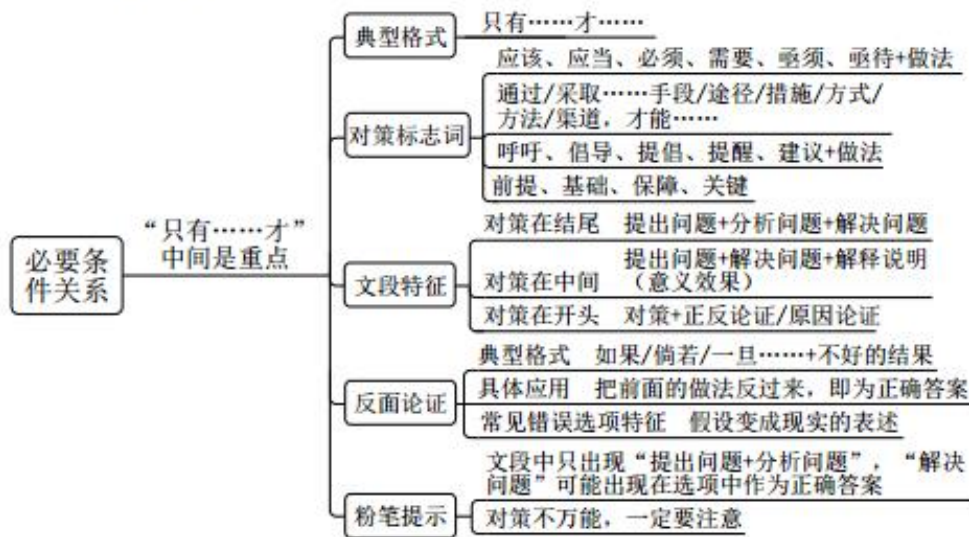 必要条
件关系
“只有……才”
中间是重点
典型格式
只有……才……
对策标志词
应该、应当、必须、需要、亟须、亟待+做法
通过/采取……手段/途径/措施/方式/
方法/渠道，才能……
呼吁、倡导、提倡、提醒、建议+做法
前提、基础、保障、关键
文段特征
对策在结尾 提出问题+分析问题+解决问题
对策在中间 提出问题+解决问题+解释说明
（意义效果）
对策在开头 对策+正反论证/原因论证
反面论证
典型格式 如果/倘若/一旦……+不好的结果
具体应用 把前面的做法反过来，即为正确答案
常见错误选项特征 假设变成现实的表述
粉笔提示
文段中只出现“提出问题+分析问题”，“解决
问题”可能出现在选项中作为正确答案
对策不万能，一定要注意